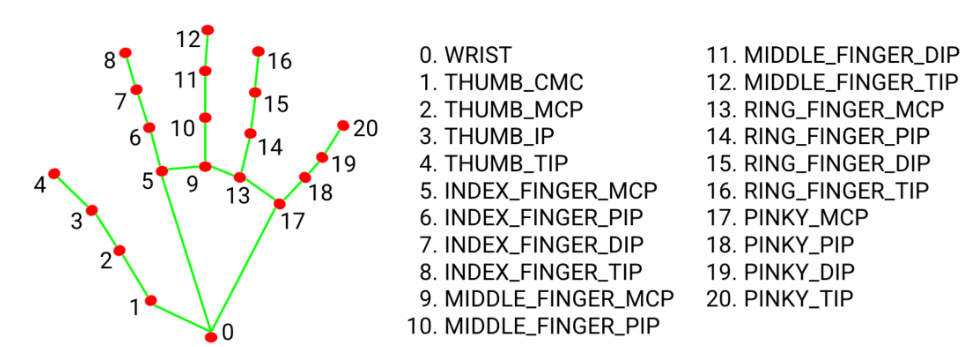 12
16
8
11
7
15
20
6
10
14
19
4
5
9
13
18
3
17
2
1
0
0. WRIST
1. THUMB_CMC
2. THUMB_MCP
3. THUMB_IP
4. THUMB_TIP
5. INDEX_FINGER_MCP
6. INDEX_FINGER_PIP
7. INDEX_FINGER_DIP
8. INDEX_FINGER_TIP
9. MIDDLE_FINGER_MCP
10. MIDDLE_FINGER_PIP
11. MIDDLE_FINGER_DIP
12. MIDDLE_FINGER_TIP
13. RING_FINGER_MCP
14. RING_FINGER_PIP
15. RING_FINGER_DIP
16. RING_FINGER_TIP
17. PINKY_MCP
18. PINKY_PIP
19. PINKY_DIP
20. PINKY_TIP